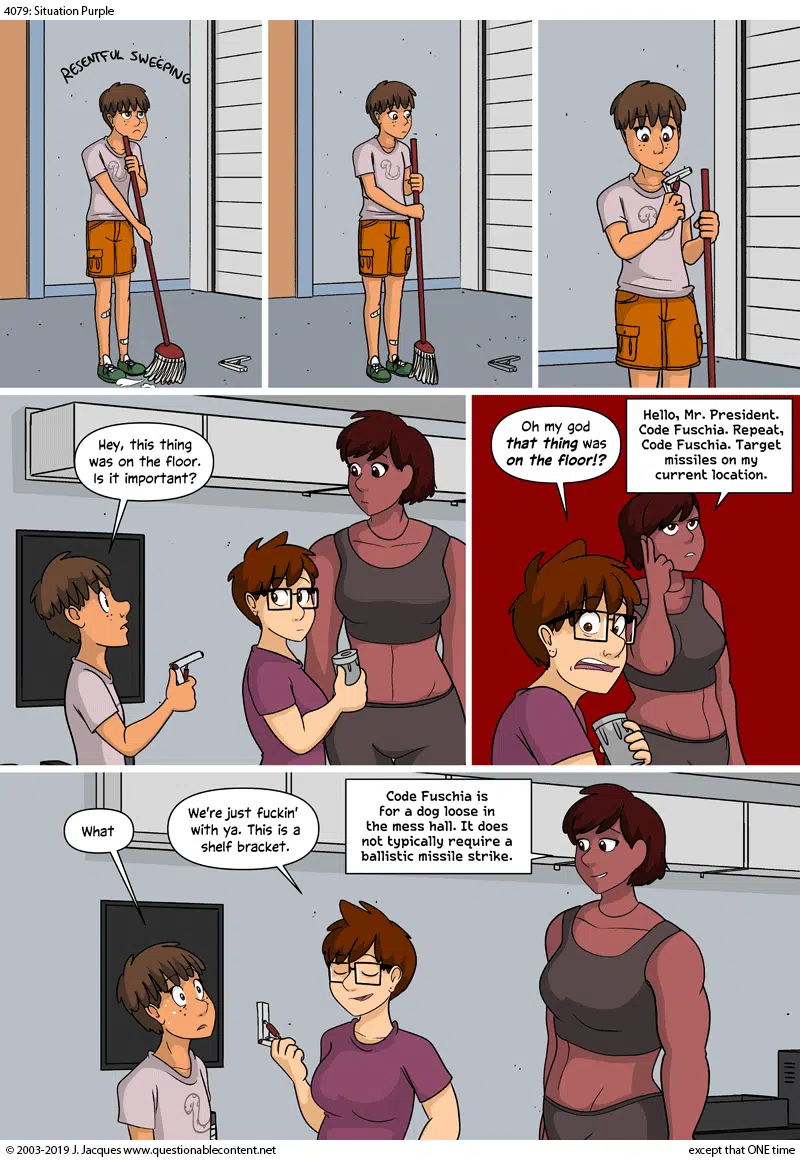 4079: Situation Purple
RESENTFUL SWEEPING
Hey, this thing
was on the floor.
Is it important?
Oh my god
that thing was
on the floor!?
Hello, Mr. President.
Code Fuschia. Repeat,
Code Fuschia. Target
missiles on my
current location.
What
We're just fuckin'
with ya. This is a
shelf bracket.
Code Fuschia is
for a dog loose in
the mess hall. It does
not typically require a
ballistic missile strike.
© 2003-2019 J. Jacques www.questionablecontent.net
except that ONE time